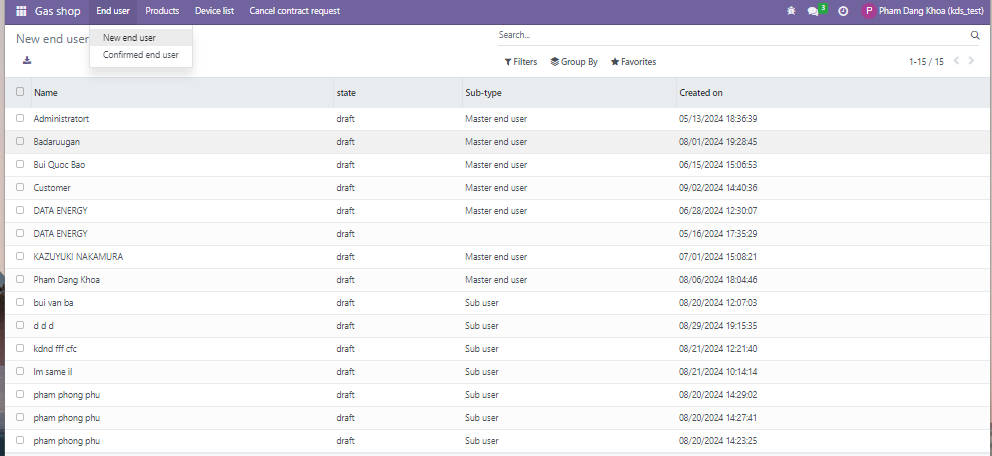 Gas shop End user Products Device list Cancel contract request 3 P Pham Dang Khoa (kds_test)
New end user
New end user
Confirmed end user
Search...
Filters Group By Favorites 1-15 / 15
Name state Sub-type Created on
Administratort draft Master end user 05/13/2024 18:36:39
Badaruugan draft Master end user 08/01/2024 19:28:45
Bui Quoc Bao draft Master end user 06/15/2024 15:06:53
Customer draft Master end user 09/02/2024 14:40:36
DATA ENERGY draft Master end user 06/28/2024 12:30:07
DATA ENERGY draft 05/16/2024 17:35:29
KAZUYUKI NAKAMURA draft Master end user 07/01/2024 15:08:21
Pham Dang Khoa draft Master end user 08/06/2024 18:04:46
bui van ba draft Sub user 08/20/2024 12:07:03
d d d draft Sub user 08/29/2024 19:15:35
kdnd fff cfc draft Sub user 08/21/2024 12:21:40
lm same il draft Sub user 08/21/2024 10:14:14
pham phong phu draft Sub user 08/20/2024 14:29:02
pham phong phu draft Sub user 08/20/2024 14:27:41
pham phong phu draft Sub user 08/20/2024 14:23:25